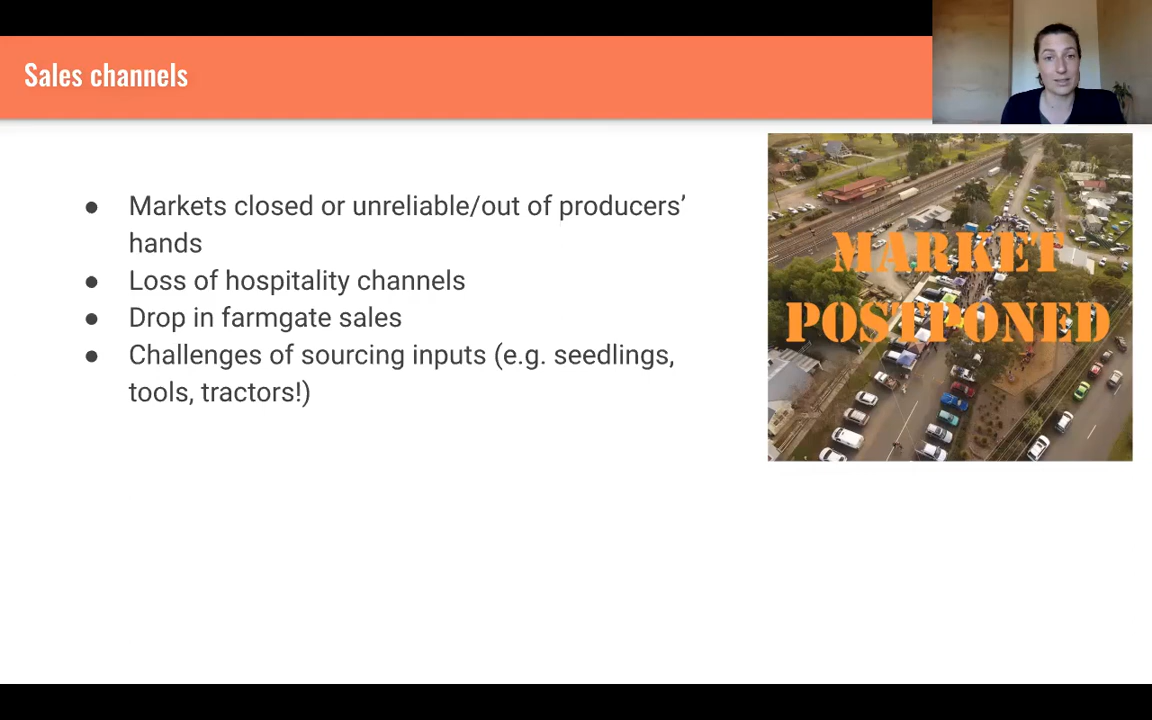 Sales channels
● Markets closed or unreliable/out of producers’
hands
● Loss of hospitality channels
● Drop in farmgate sales
● Challenges of sourcing inputs (e.g. seedlings,
tools, tractors!)
MARKET
POSTPONED